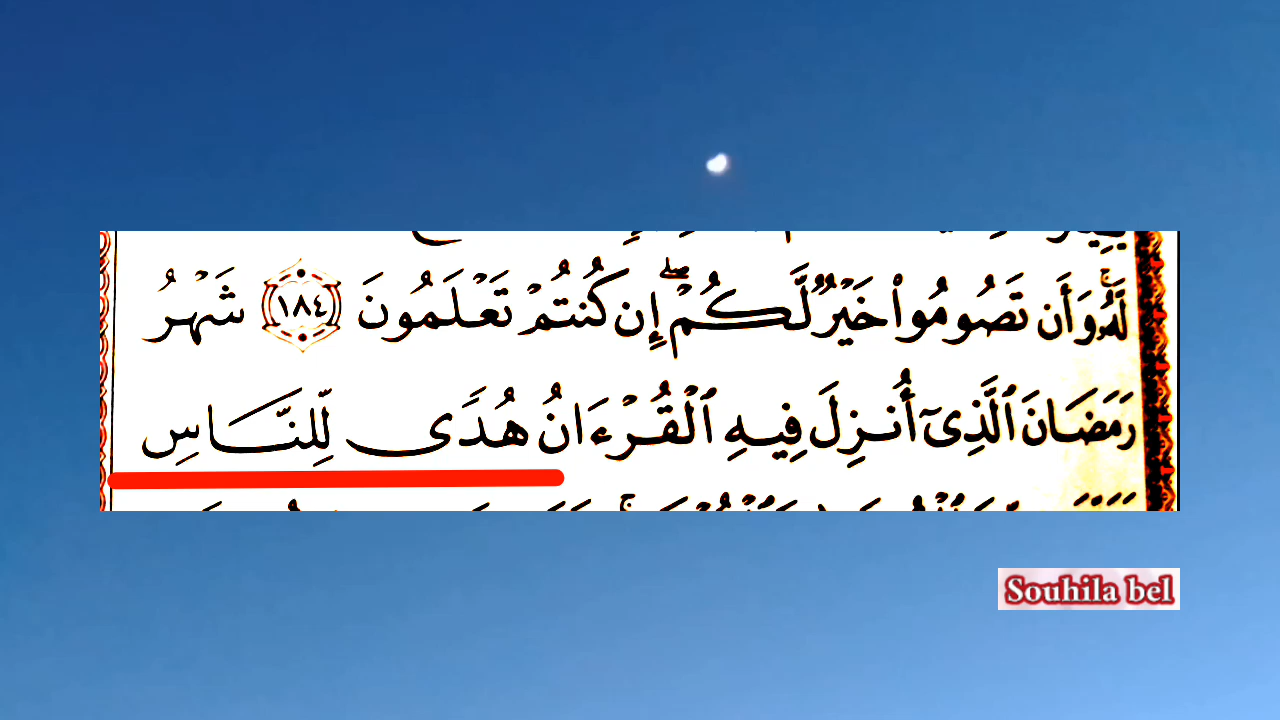 لَّهُۥ وَأَن تَصُومُوا۟ خَيْرٌ لَّكُمْ ۖ إِن كُنتُمْ تَعْلَمُونَ ١٨٤ شَهْرُ
رَمَضَانَ ٱلَّذِىٓ أُنزِلَ فِيهِ ٱلْقُرْءَانُ هُدًى لِّلنَّاسِ
Souhila bel